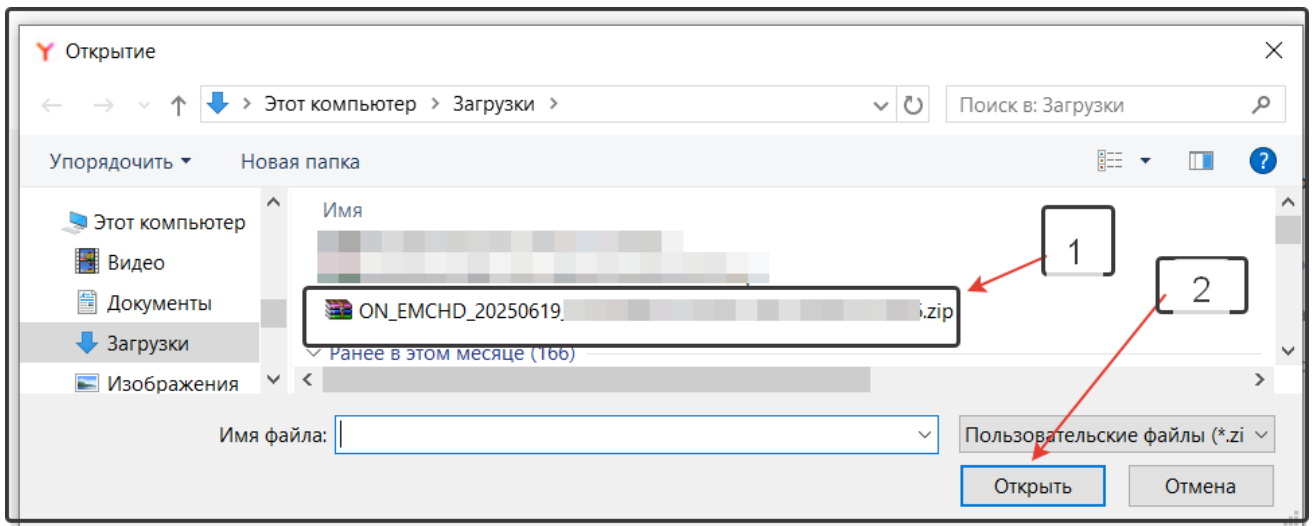 Открытие
Этот компьютер > Загрузки >
Поиск в: Загрузки
Упорядочить
Новая папка
?
Этот компьютер
Имя
Видео
1
Документы
ON_EMCHD_20250619_ .zip
2
Загрузки
Ранее в этом месяце (166)
Изображения
Имя файла:
Пользовательские файлы (*.zi
Открыть
Отмена